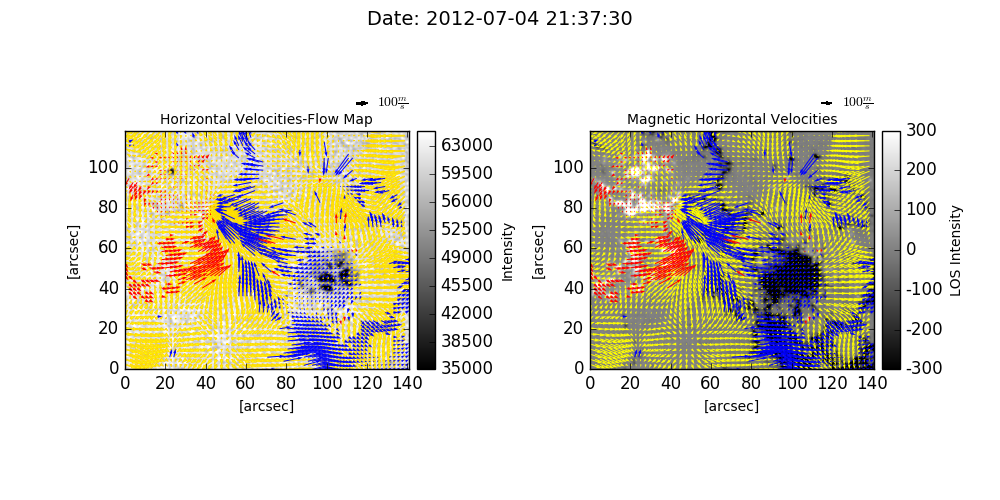 Date: 2012-07-04 21:37:30
100 m/s
100 m/s
Horizontal Velocities-Flow Map
Magnetic Horizontal Velocities
[arcsec]
100
80
60
40
20
0
0 20 40 60 80 100 120 140
[arcsec]
63000
59500
56000
52500
49000
45500
42000
38500
35000
Intensity
[arcsec]
100
80
60
40
20
0
0 20 40 60 80 100 120 140
[arcsec]
300
200
100
0
-100
-200
-300
LOS Intensity